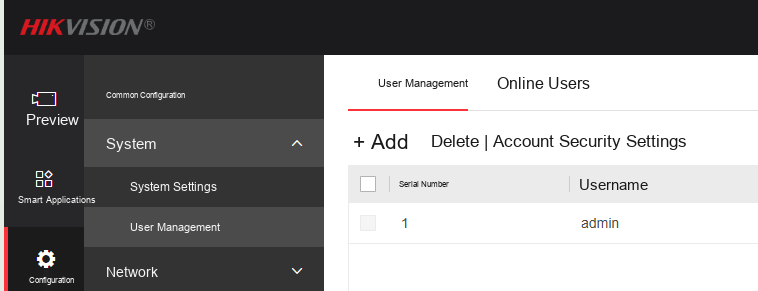 HIKVISION®
Preview
Smart Applications
Configuration
Common Configuration
System
System Settings
User Management
Network
User Management Online Users
+ Add Delete | Account Security Settings
Serial Number Username
1 admin